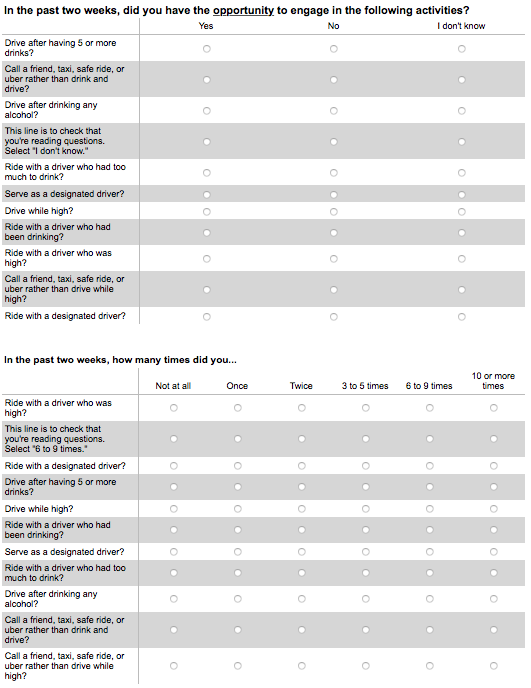 In the past two weeks, did you have the opportunity to engage in the following activities?
Yes No I don't know
Drive after having 5 or more
drinks?
Call a friend, taxi, safe ride, or
uber rather than drink and
drive?
Drive after drinking any
alcohol?
This line is to check that
you're reading questions.
Select "I don't know."
Ride with a driver who had too
much to drink?
Serve as a designated driver?
Drive while high?
Ride with a driver who had
been drinking?
Ride with a driver who was
high?
Call a friend, taxi, safe ride, or
uber rather than drive while
high?
Ride with a designated driver?
In the past two weeks, how many times did you...
Not at all Once Twice 3 to 5 times 6 to 9 times 10 or more
times
Ride with a driver who was
high?
This line is to check that
you're reading questions.
Select "6 to 9 times."
Ride with a designated driver?
Drive after having 5 or more
drinks?
Drive while high?
Ride with a driver who had
been drinking?
Serve as a designated driver?
Ride with a driver who had too
much to drink?
Drive after drinking any
alcohol?
Call a friend, taxi, safe ride, or
uber rather than drink and
drive?
Call a friend, taxi, safe ride, or
uber rather than drive while
high?